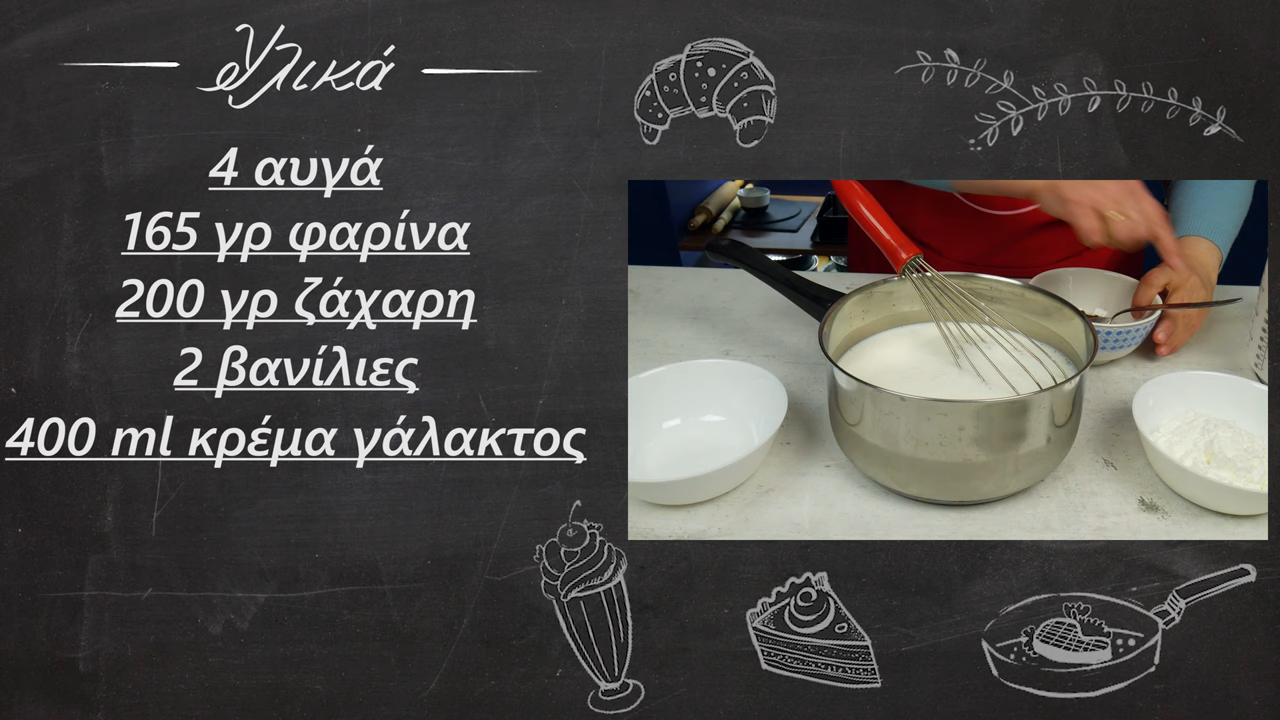 Υλικά
4 αυγά
165 γρ φαρίνα
200 γρ ζάχαρη
2 βανίλιες
400 ml κρέμα γάλακτος